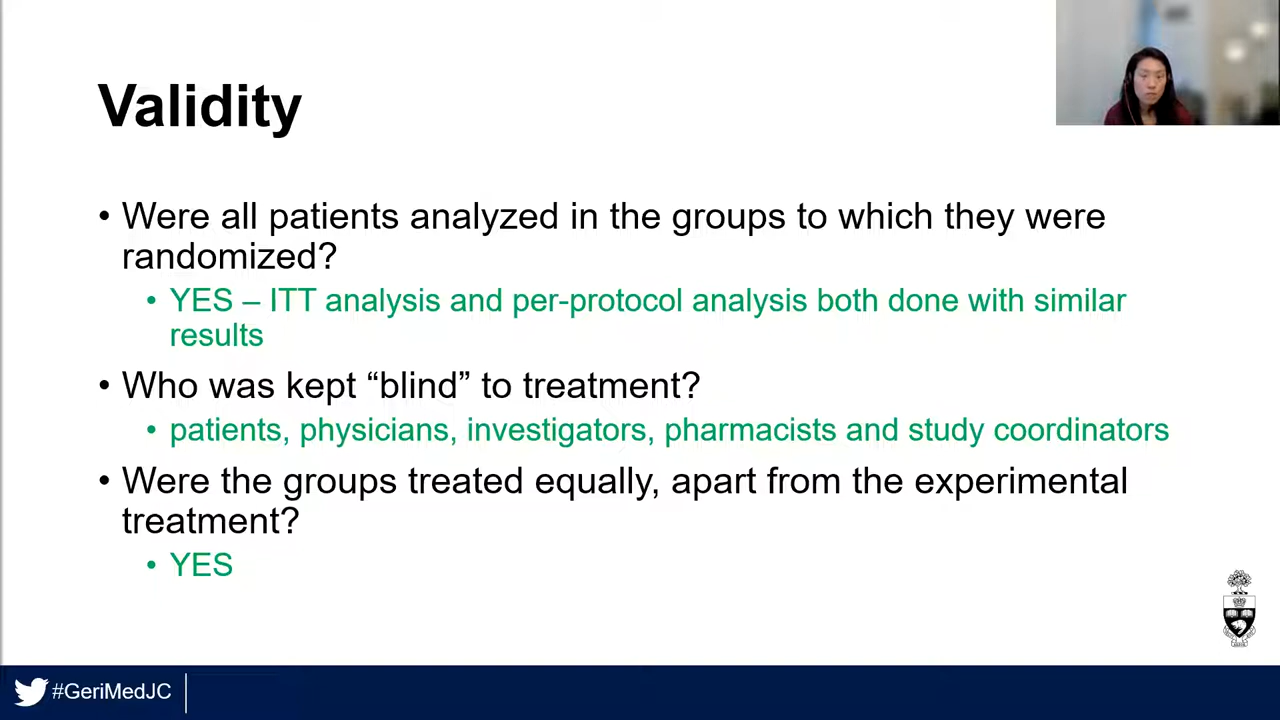 Validity
• Were all patients analyzed in the groups to which they were
randomized?
• YES – ITT analysis and per-protocol analysis both done with similar
results
• Who was kept “blind” to treatment?
• patients, physicians, investigators, pharmacists and study coordinators
• Were the groups treated equally, apart from the experimental
treatment?
• YES
#GeriMedJC